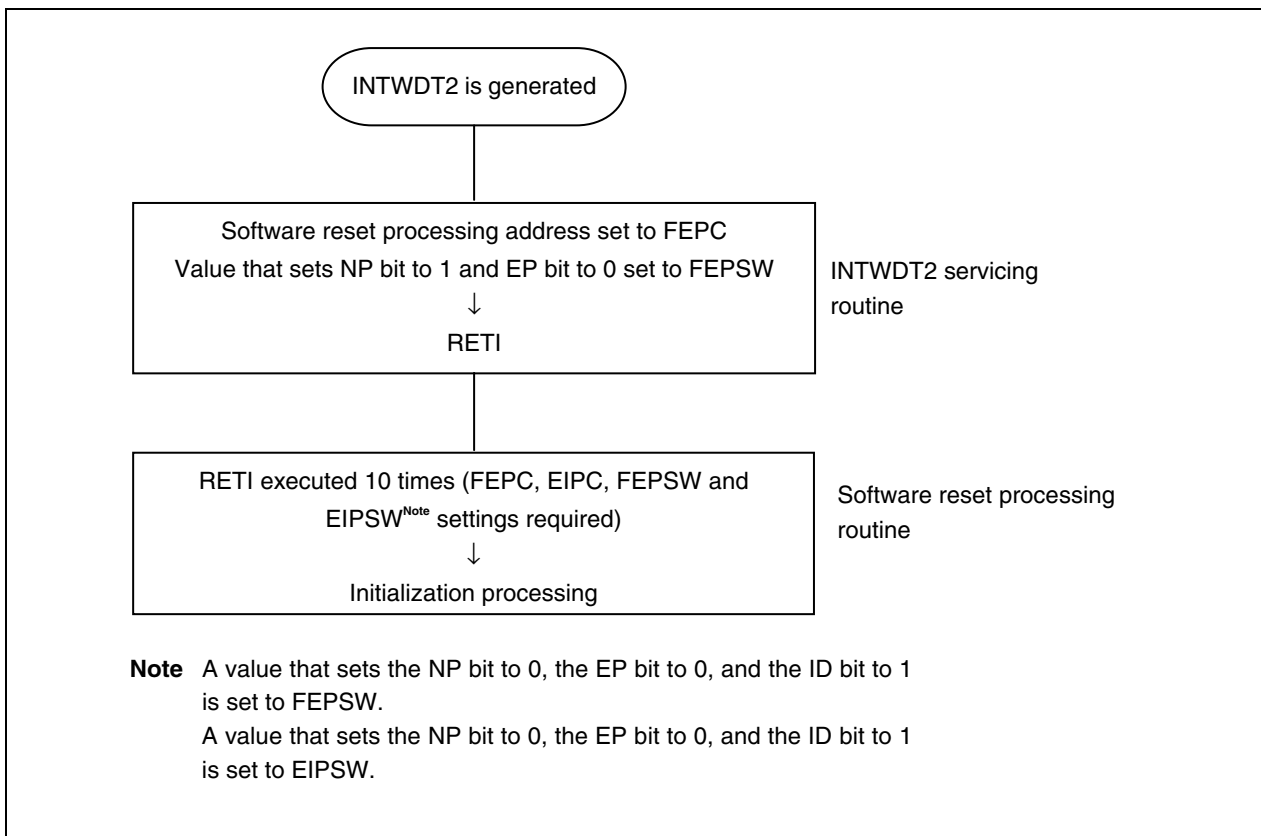 INTWDT2 is generated
Software reset processing address set to FEPC
Value that sets NP bit to 1 and EP bit to 0 set to FEPSW
↓
RETI
INTWDT2 servicing
routine
RETI executed 10 times (FEPC, EIPC, FEPSW and
EIPSWNote settings required)
↓
Initialization processing
Software reset processing
routine
Note A value that sets the NP bit to 0, the EP bit to 0, and the ID bit to 1
is set to FEPSW.
A value that sets the NP bit to 0, the EP bit to 0, and the ID bit to 1
is set to EIPSW.